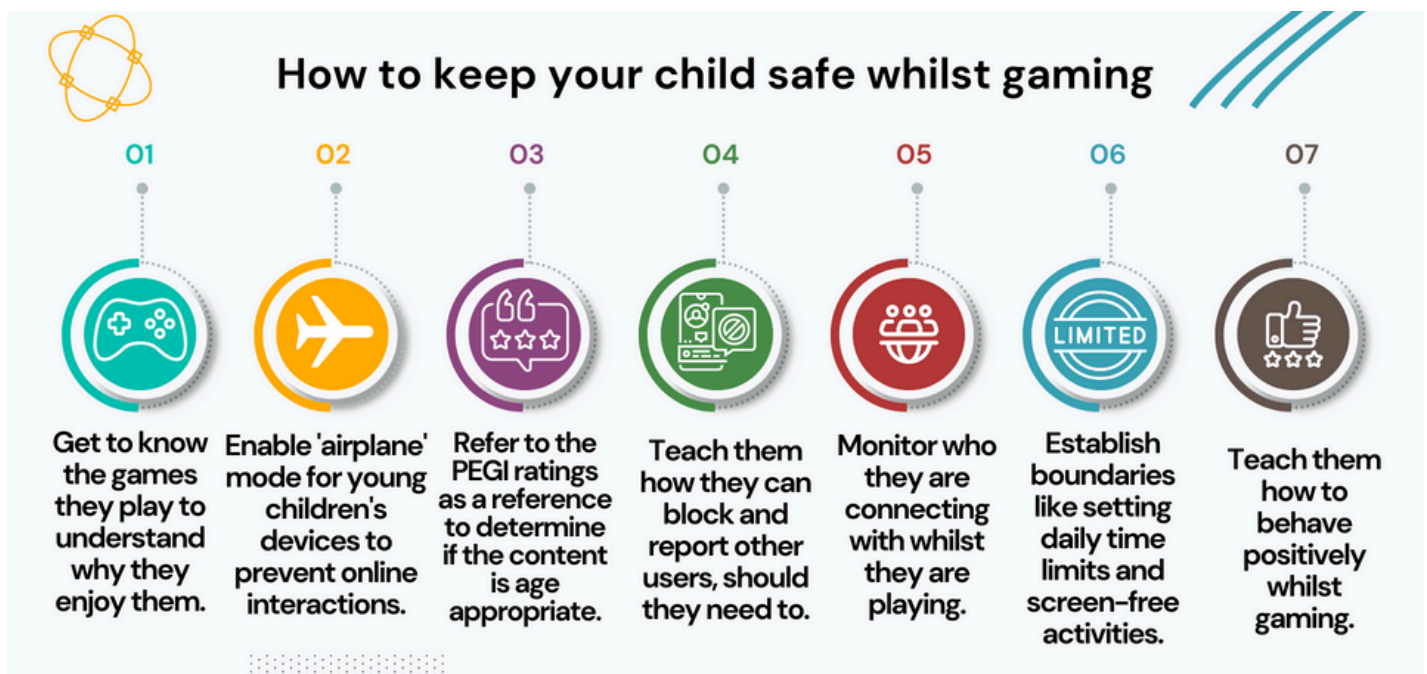 How to keep your child safe whilst gaming
01
02
03
04
05
06
07
LIMITED
Get to know
the games
they play to
understand
why they
enjoy them.
Enable 'airplane'
mode for young
children's
devices to
prevent online
interactions.
Refer to the
PEGI ratings
as a reference
to determine
if the content
is age
appropriate.
Teach them
how they can
block and
report other
users, should
they need to.
Monitor who
they are
connecting
with whilst
they are
playing.
Establish
boundaries
like setting
daily time
limits and
screen-free
activities.
Teach them
how to
behave
positively
whilst
gaming.